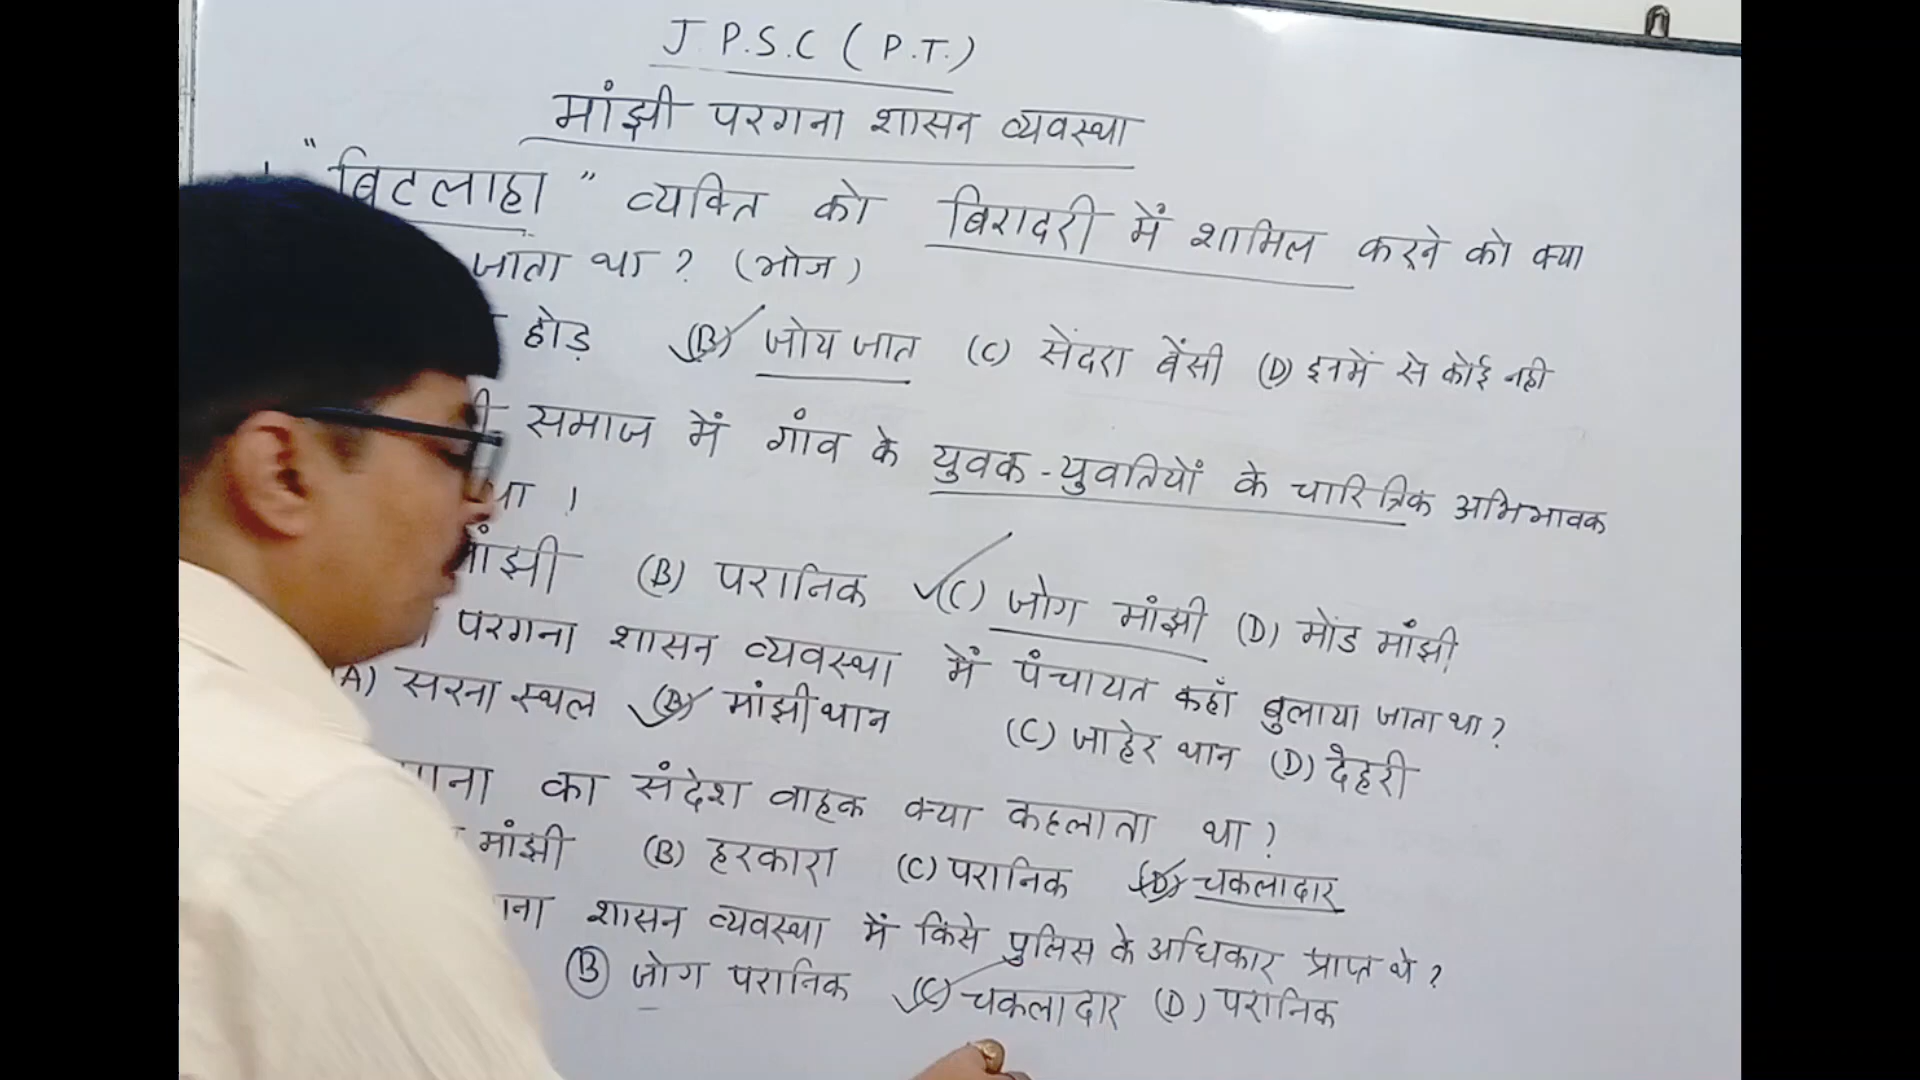 J.P.S.C (P.T.)
मांझी परगना शासन व्यवस्था
"बिटलाहा" व्यक्ति को बिरादरी में शामिल करने को क्या
जाता था? (भोज)
होड़ (B) जोय जात (C) सेंदरा बैंसी (D) इनमें से कोई नही
समाज में गांव के युवक-युवतियों के चारित्रिक अभिभावक
था।
मांझी (B) परानिक (C) जोग मांझी (D) मोड मांझी
परगना शासन व्यवस्था में पंचायत कहाँ बुलाया जाता था?
(A) सरना स्थल (B) मांझी थान (C) जाहेर थान (D) देहरी
का संदेश वाहक क्या कहलाता था?
मांझी (B) हरकारा (C) परानिक (D) चकलादार
शासन व्यवस्था में किसे पुलिस के अधिकार प्राप्त थे?
(B) जोग परानिक (C) चकलादार (D) परानिक